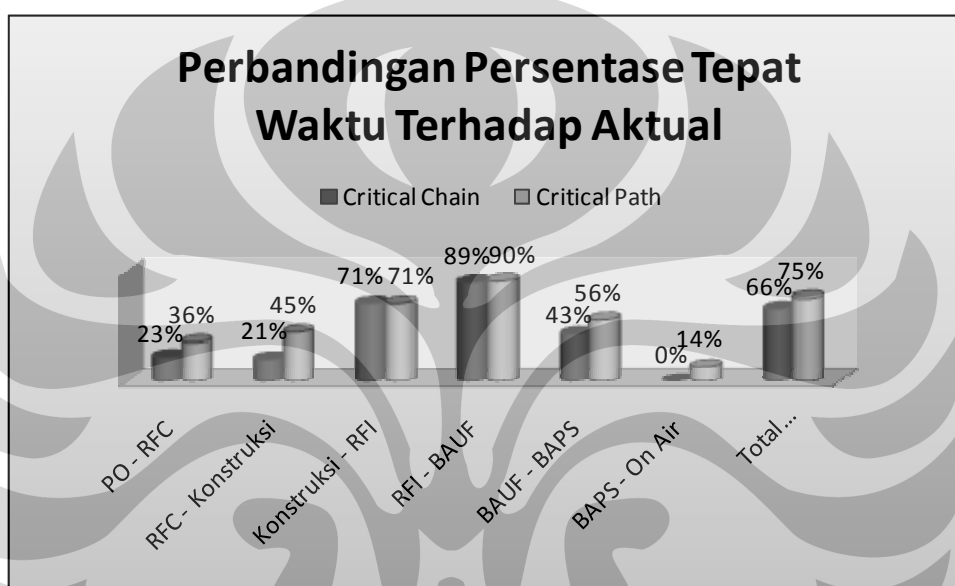 Perbandingan Persentase Tepat
Waktu Terhadap Aktual
Critical Chain Critical Path
23% 36% 21% 45% 71% 71% 89% 90% 43% 56% 0% 14% 66% 75%
PO - RFC
RFC - Konstruksi
Konstruksi - RFI
RFI - BAUF
BAUF - BAPS
BAPS - On Air
Total...